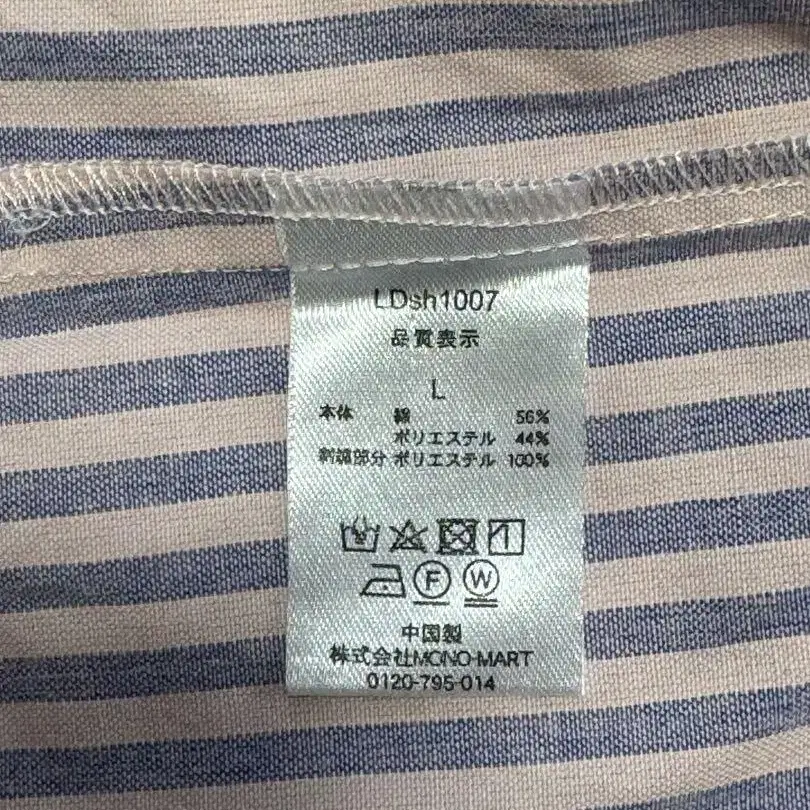 LDsh1007
品質表示
L
本体 綿 56%
ポリエステル 44%
刺繍部分 ポリエステル 100%
F W
中国製
株式会社MONO-MART
0120-795-014